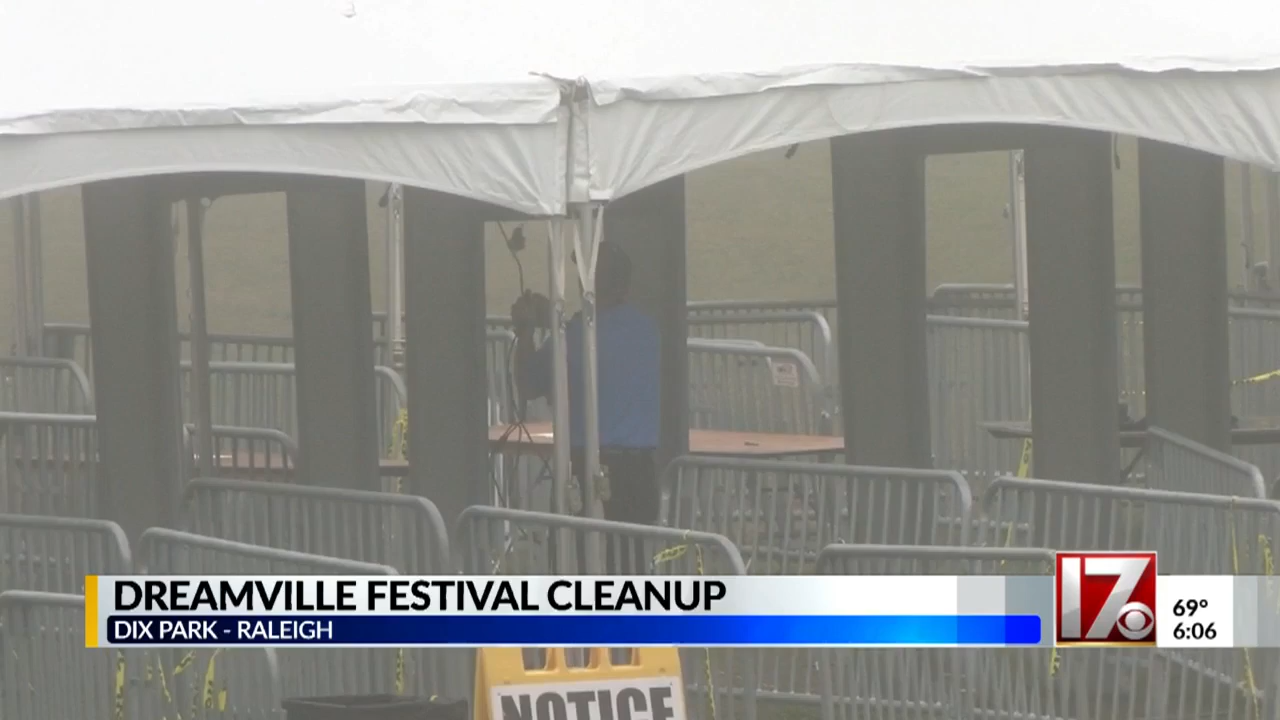 DREAMVILLE FESTIVAL CLEANUP
DIX PARK - RALEIGH
17
69°
6:06
NOTICE